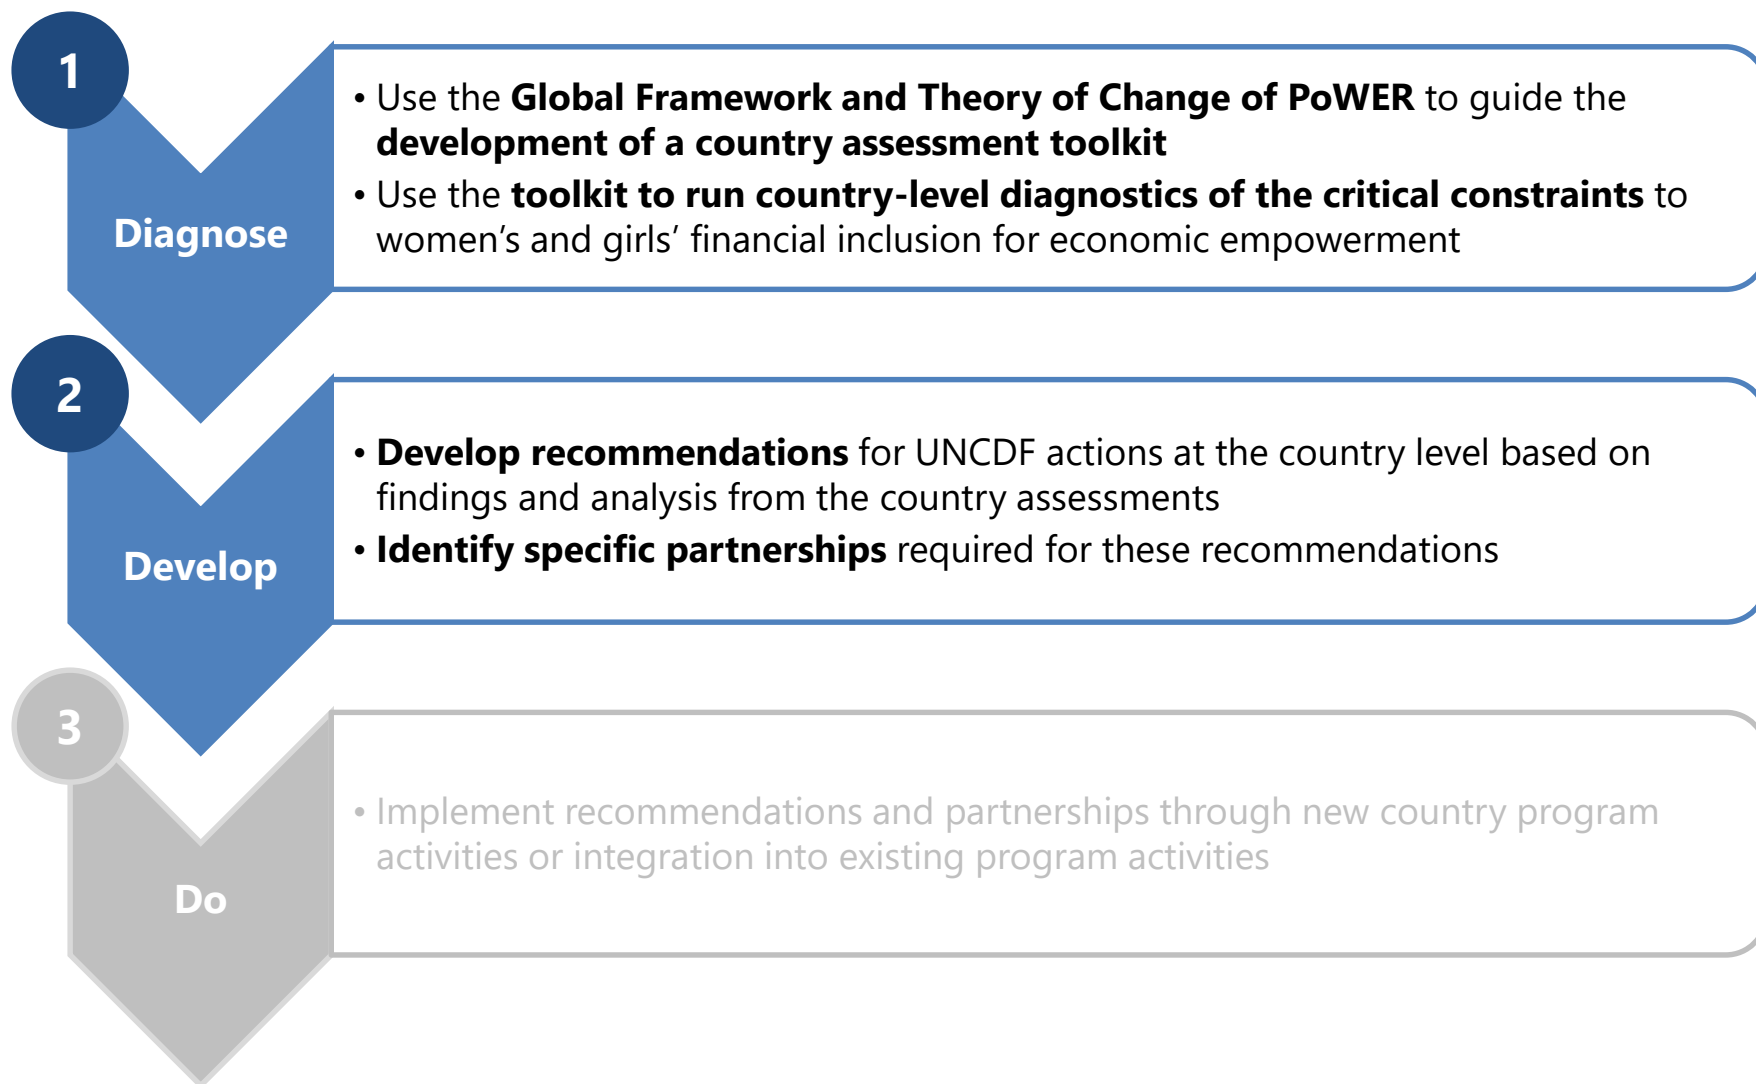 1
Diagnose
• Use the Global Framework and Theory of Change of PoWER to guide the
development of a country assessment toolkit
• Use the toolkit to run country-level diagnostics of the critical constraints to
women’s and girls’ financial inclusion for economic empowerment
2
Develop
• Develop recommendations for UNCDF actions at the country level based on
findings and analysis from the country assessments
• Identify specific partnerships required for these recommendations
3
Do
• Implement recommendations and partnerships through new country program
activities or integration into existing program activities